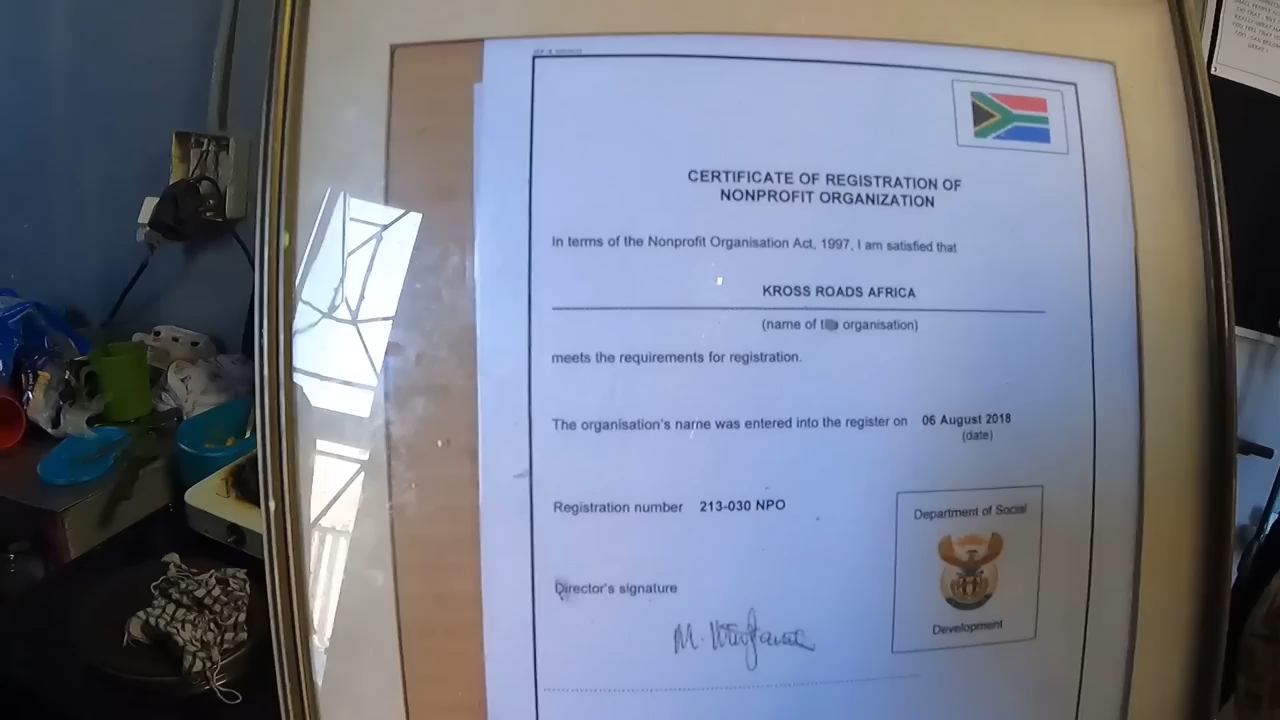 CERTIFICATE OF REGISTRATION OF
NONPROFIT ORGANIZATION
In terms of the Nonprofit Organisation Act, 1997, I am satisfied that
KROSS ROADS AFRICA
(name of organisation)
meets the requirements for registration.
The organisation's name was entered into the register on 06 August 2018
(date)
Registration number 213-030 NPO
Department of Social
Development
Director's signature